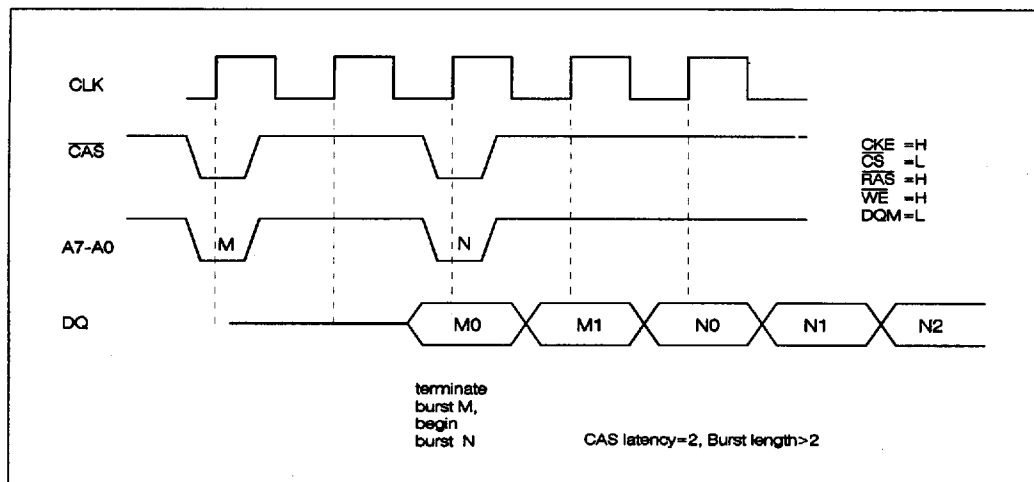 CLK
CAS
CKE =H
CS =L
RAS =H
WE =H
DQM=L
A7-A0
M
N
DQ
M0
M1
N0
N1
N2
terminate
burst M,
begin
burst N
CAS latency=2, Burst length>2